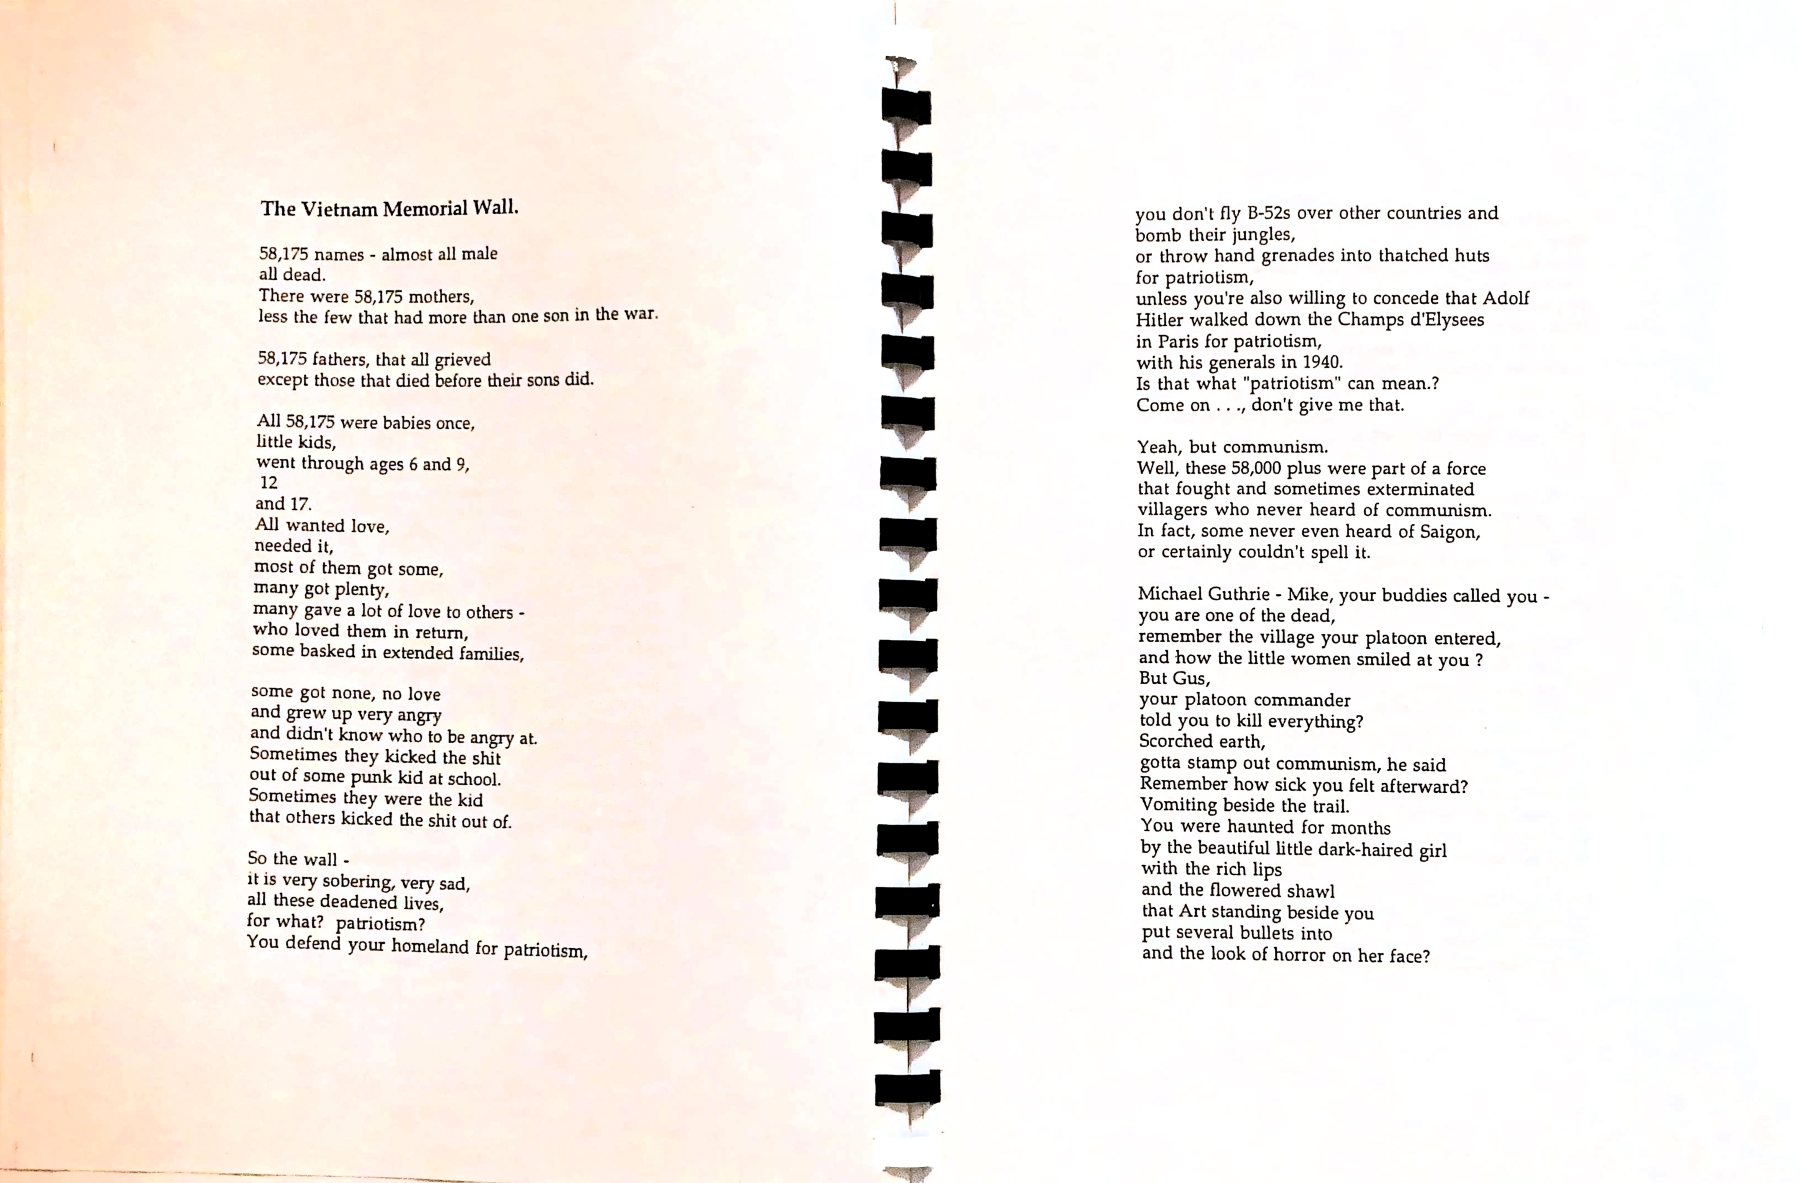 The Vietnam Memorial Wall.
58,175 names - almost all male
all dead.
There were 58,175 mothers,
less the few that had more than one son in the war.
58,175 fathers, that all grieved
except those that died before their sons did.
All 58,175 were babies once,
little kids,
went through ages 6 and 9,
12
and 17.
All wanted love,
needed it,
most of them got some,
many got plenty,
many gave a lot of love to others -
who loved them in return,
some basked in extended families,
some got none, no love
and grew up very angry
and didn't know who to be angry at.
Sometimes they kicked the shit
out of some punk kid at school.
Sometimes they were the kid
that others kicked the shit out of.
So the wall -
it is very sobering, very sad,
all these deadened lives,
for what? patriotism?
You defend your homeland for patriotism,
you don't fly B-52s over other countries and
bomb their jungles,
or throw hand grenades into thatched huts
for patriotism,
unless you're also willing to concede that Adolf
Hitler walked down the Champs d'Elysees
in Paris for patriotism,
with his generals in 1940.
Is that what "patriotism" can mean.?
Come on . . ., don't give me that.
Yeah, but communism.
Well, these 58,000 plus were part of a force
that fought and sometimes exterminated
villagers who never heard of communism.
In fact, some never even heard of Saigon,
or certainly couldn't spell it.
Michael Guthrie - Mike, your buddies called you -
you are one of the dead,
remember the village your platoon entered,
and how the little women smiled at you ?
But Gus,
your platoon commander
told you to kill everything?
Scorched earth,
gotta stamp out communism, he said
Remember how sick you felt afterward?
Vomiting beside the trail.
You were haunted for months
by the beautiful little dark-haired girl
with the rich lips
and the flowered shawl
that Art standing beside you
put several bullets into
and the look of horror on her face?